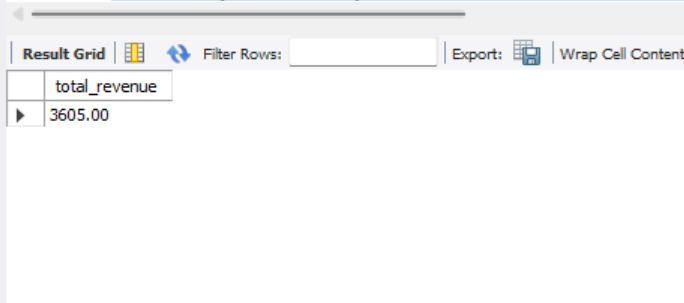 Result Grid Filter Rows: Export: Wrap Cell Content
total_revenue
3605.00